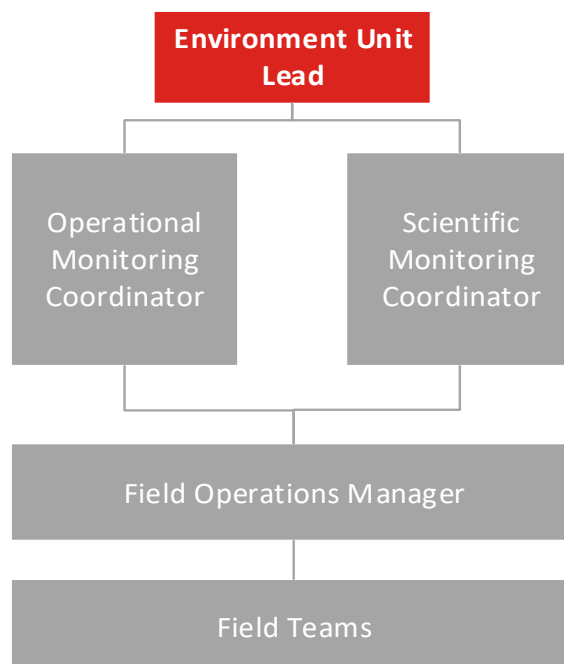 Environment Unit
Lead
Operational
Monitoring
Coordinator
Scientific
Monitoring
Coordinator
Field Operations Manager
Field Teams